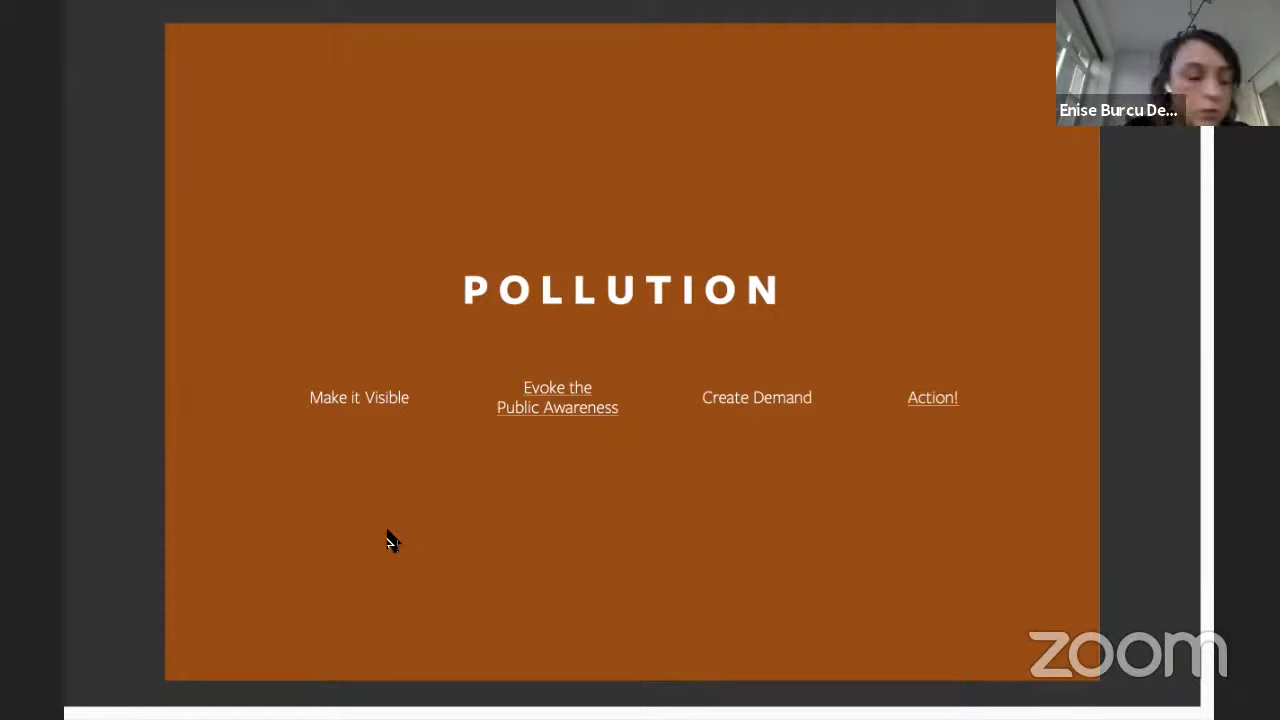 Enise Burcu De...
POLLUTION
Make it Visible
Evoke the
Public Awareness
Create Demand
Action!
zoom